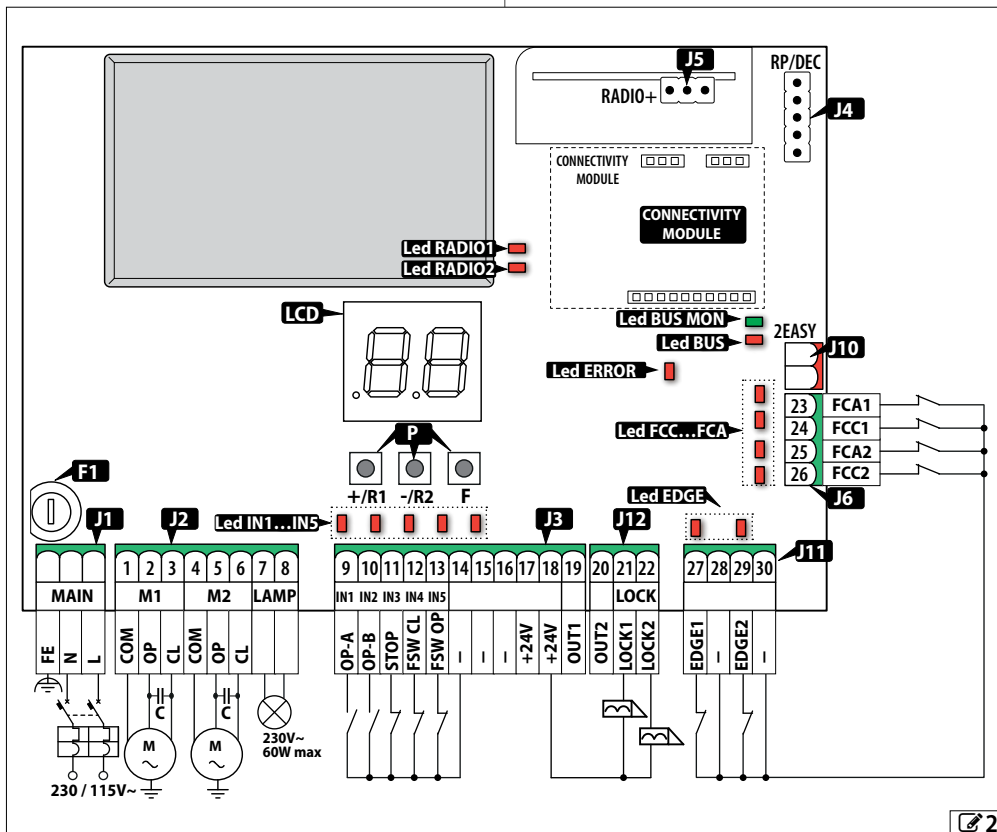 J5
RP/DEC
RADIO+
J4
CONNECTIVITY
MODULE
CONNECTIVITY
MODULE
Led RADIO1
Led RADIO2
LCD
Led BUS MON
2EASY
Led BUS
J10
Led ERROR
23 FCA1
24 FCC1
25 FCA2
26 FCC2
Led FCC...FCA
P
F1
+/R1 -/R2 F
J6
Led EDGE
J1 J2 Led IN1...IN5 J3 J12
J11
1 2 3 4 5 6 7 8 9 10 11 12 13 14 15 16 17 18 19 20 21 22 27 28 29 30
MAIN M1 M2 LAMP IN1 IN2 IN3 IN4 IN5 LOCK
FE N L COM OP CL COM OP CL OP-A OP-B STOP FSW CL FSW OP – – – +24V +24V OUT1 OUT2 LOCK1 LOCK2 EDGE1 – EDGE2 –
C C
M M
~ ~
230V~
60W max
230 / 115V~
2